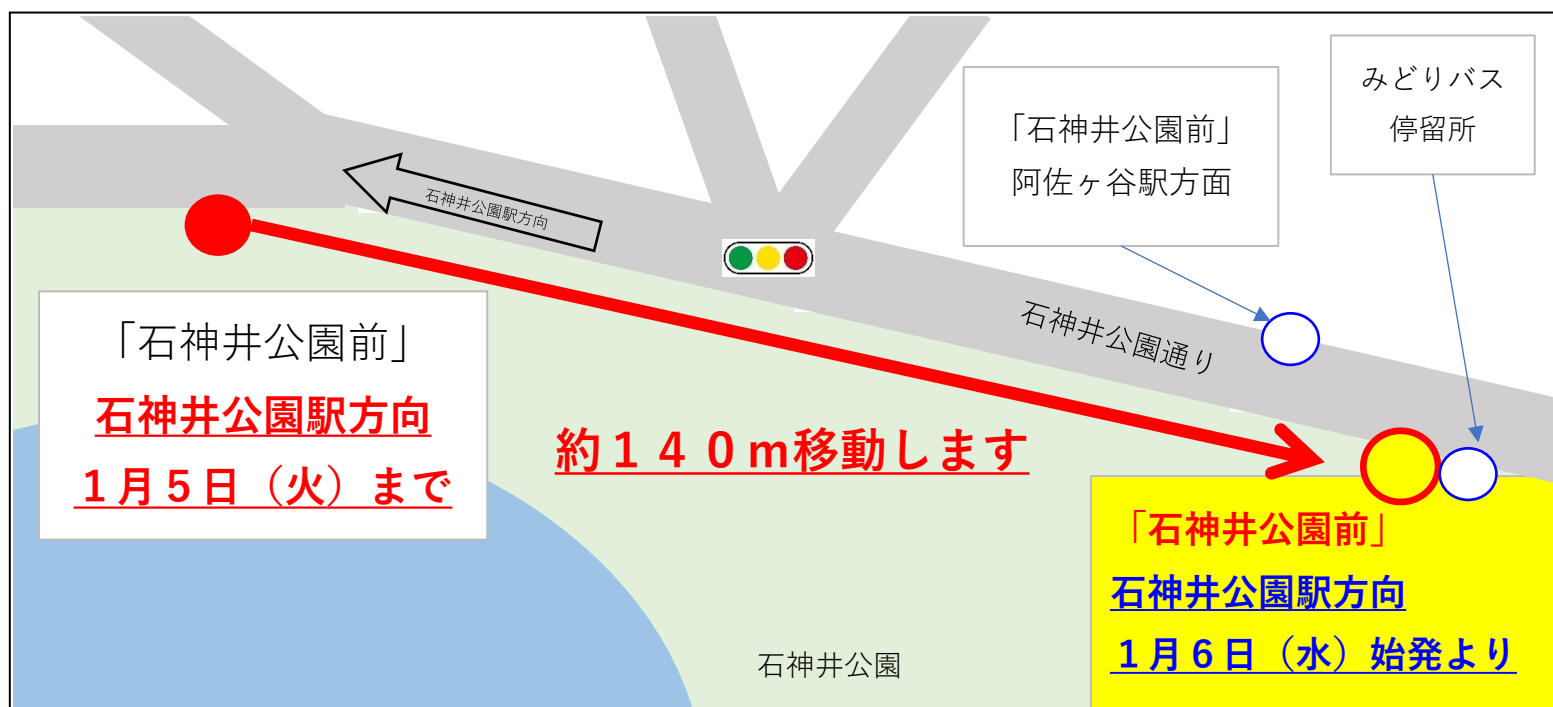 みどりバス
停留所
「石神井公園前」
阿佐ヶ谷駅方面
石神井公園駅方向
石神井公園通り
「石神井公園前」
石神井公園駅方向
１月５日（火）まで
約１４０ｍ移動します
「石神井公園前」
石神井公園駅方向
１月６日（水）始発より
石神井公園